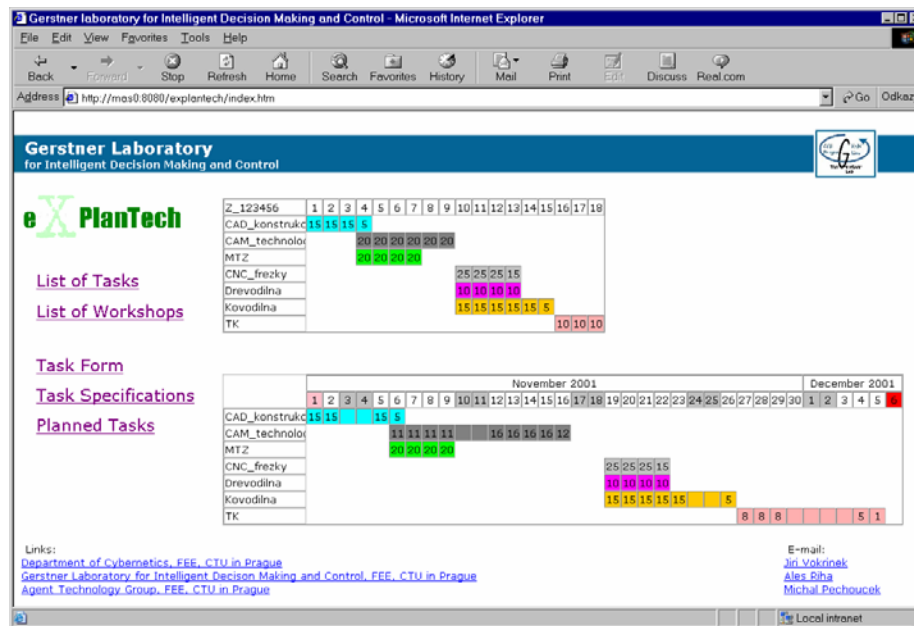 Gerstner laboratory for Intelligent Decision Making and Control - Microsoft Internet Explorer
File Edit View Favorites Tools Help
Back Forward Stop Refresh Home Search Favorites History Mail Print Edit Discuss Real.com
Address http://mas0:8080/explantech/index.htm Go Odkaz
Gerstner Laboratory
for Intelligent Decision Making and Control
eXPlanTech
List of Tasks
List of Workshops
Task Form
Task Specifications
Planned Tasks
Z_123456 1 2 3 4 5 6 7 8 9 10 11 12 13 14 15 16 17 18
CAD_konstrukc 15 15 15 5
CAM_technolo 20 20 20 20 20 20
MTZ 20 20 20 20
CNC_frezky 25 25 25 15
Drevodilna 10 10 10 10
Kovodilna 15 15 15 15 15 5
TK 10 10 10
November 2001 December 2001
1 2 3 4 5 6 7 8 9 10 11 12 13 14 15 16 17 18 19 20 21 22 23 24 25 26 27 28 29 30 1 2 3 4 5 6
CAD_konstrukc 15 15 15 5
CAM_technolo 11 11 11 11 16 16 16 16 12
MTZ 20 20 20 20
CNC_frezky 25 25 25 15
Drevodilna 10 10 10 10
Kovodilna 15 15 15 15 15 5
TK 8 8 8 5 1
Links:
Department of Cybernetics, FEE, CTU in Prague
Gerstner Laboratory for Intelligent Decison Making and Control, FEE, CTU in Prague
Agent Technology Group, FEE, CTU in Prague
E-mail:
Jiri Vokrinek
Ales Riha
Michal Pechoucek
Local intranet